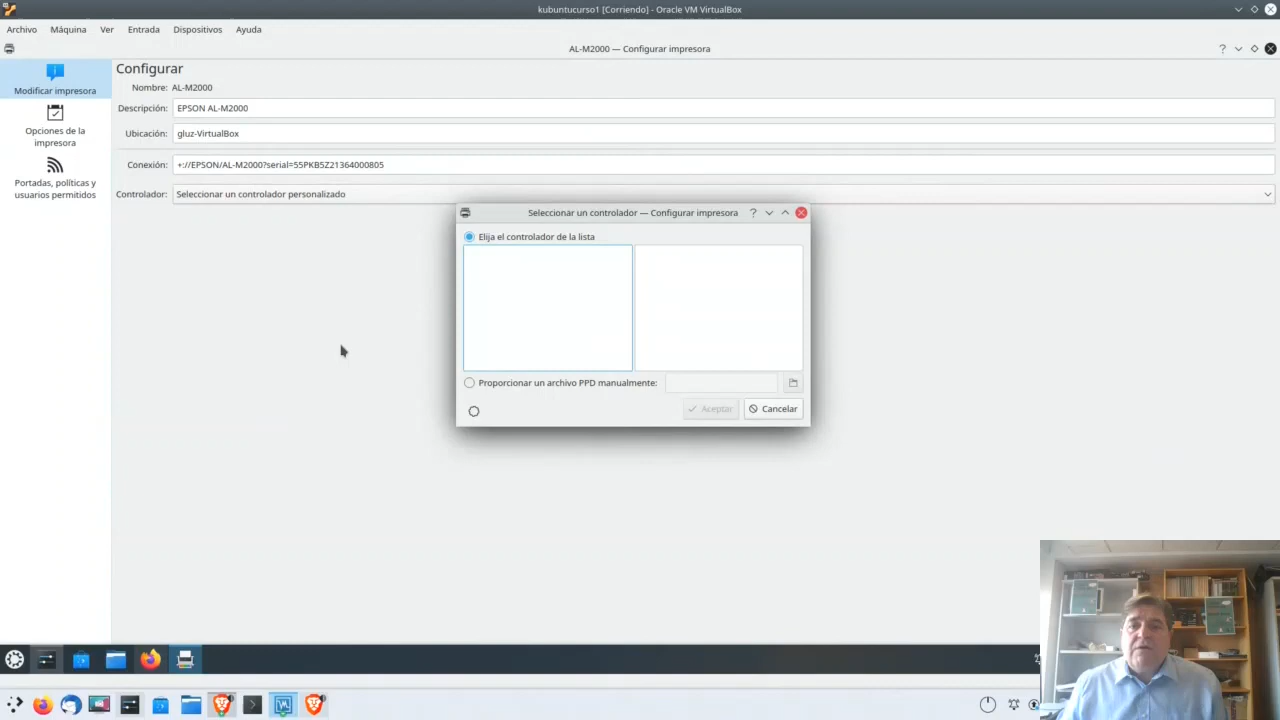 kubuntucurso1 [Corriendo] - Oracle VM VirtualBox
Archivo Máquina Ver Entrada Dispositivos Ayuda
AL-M2000 — Configurar impresora
Modificar impresora
Opciones de la
impresora
Portadas, políticas y
usuarios permitidos
Configurar
Nombre: AL-M2000
Descripción: EPSON AL-M2000
Ubicación: gluz-VirtualBox
Conexión: +://EPSON/AL-M2000?serial=55PKB5Z21364000805
Controlador: Seleccionar un controlador personalizado
Seleccionar un controlador — Configurar impresora
Elija el controlador de la lista
Proporcionar un archivo PPD manualmente:
Aceptar Cancelar